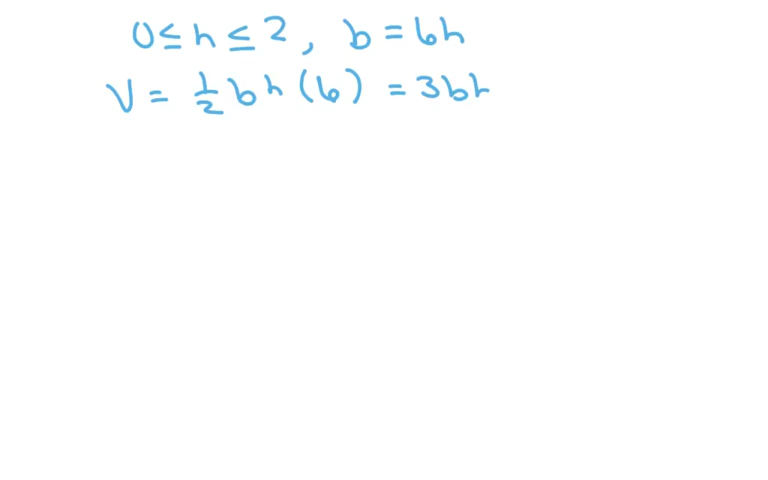 0 ≤ h ≤ 2, b = 6h
V = 1/2 bh (6) = 3bh